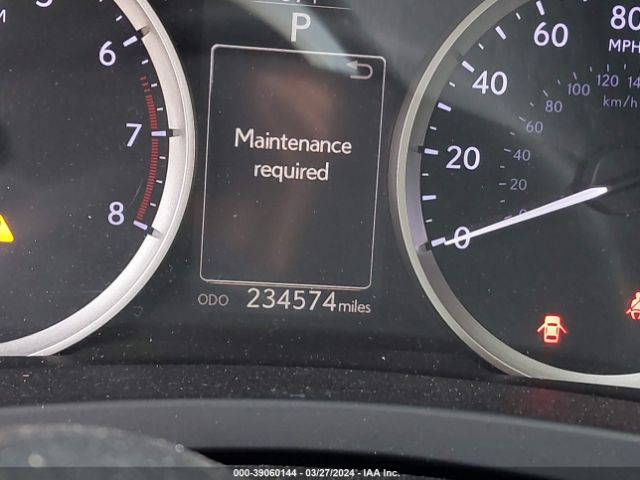 P
80
MPH
60
6
40
120
100
km/h
80
Maintenance
required
7
60
20
40
20
8
0
ODO 234574 miles
000-39060144 - 03/27/2024 - IAA Inc.